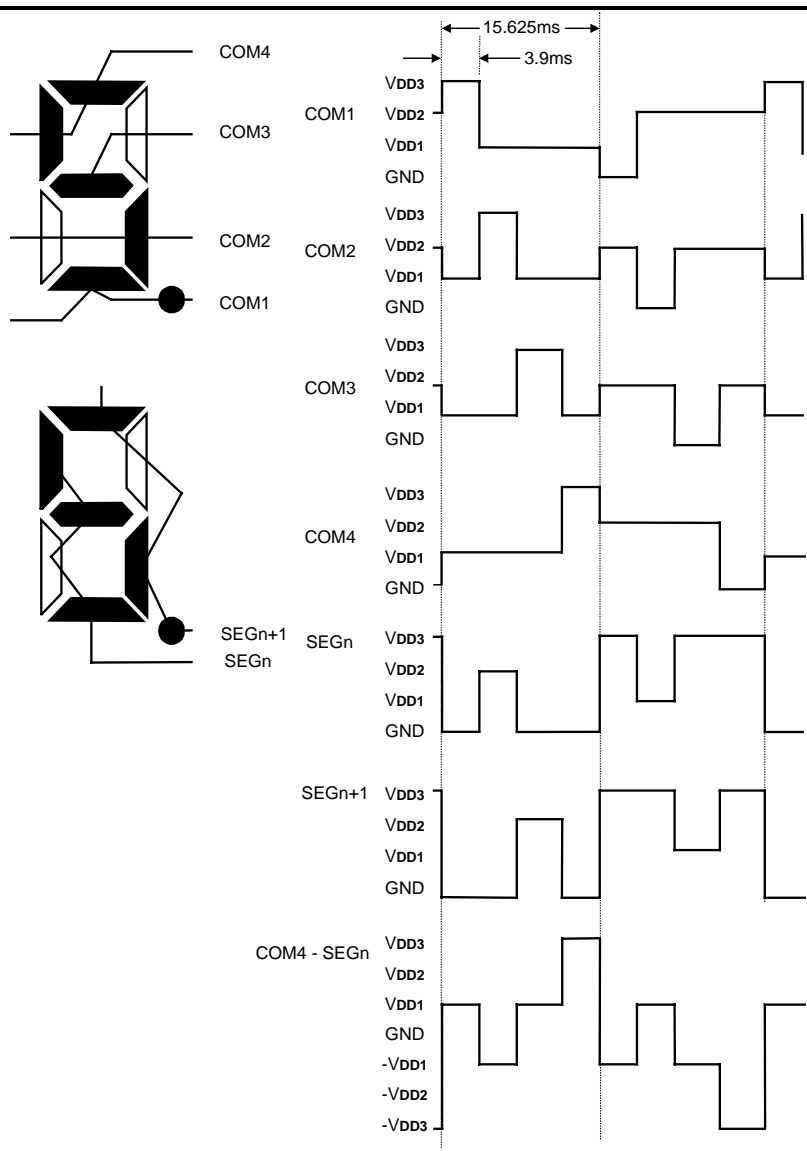 COM4
COM3
COM2
COM1
SEGn+1
SEGn
15.625ms
3.9ms
COM1
VDD3
VDD2
VDD1
GND
COM2
VDD3
VDD2
VDD1
GND
COM3
VDD3
VDD2
VDD1
GND
COM4
VDD3
VDD2
VDD1
GND
SEGn
VDD3
VDD2
VDD1
GND
SEGn+1
VDD3
VDD2
VDD1
GND
COM4 - SEGn
VDD3
VDD2
VDD1
GND
-VDD1
-VDD2
-VDD3